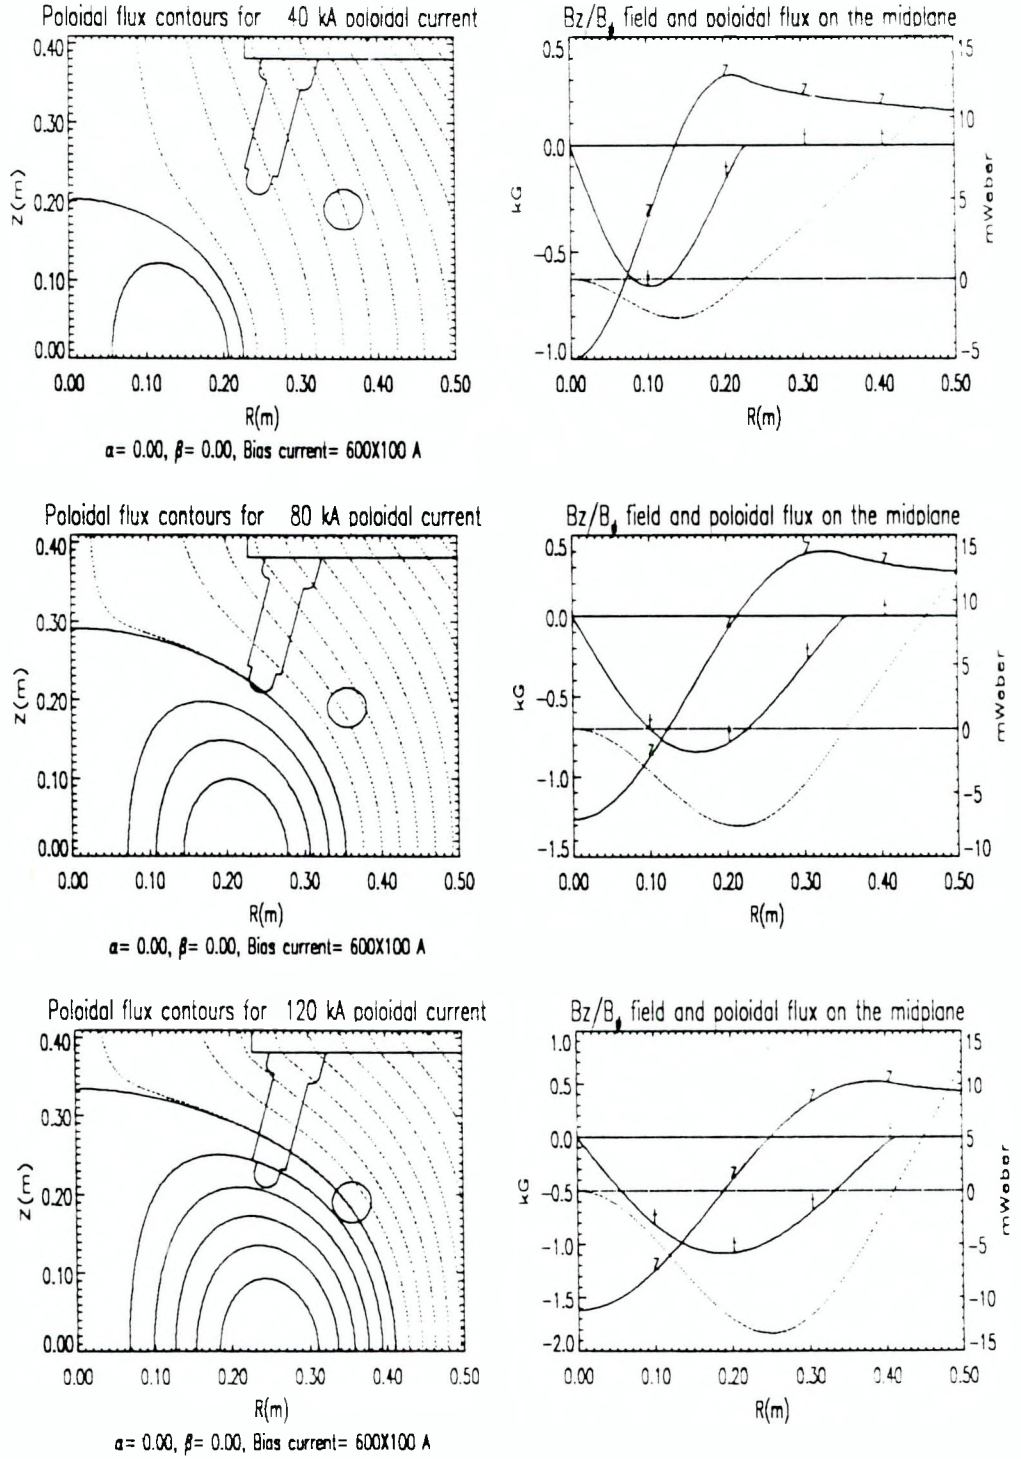 Poloidal flux contours for 40 kA poloidal current
Bz/Bϕ field and poloidal flux on the midplane
0.40
0.30
0.20
0.10
0.00
Z(m)
0.00 0.10 0.20 0.30 0.40 0.50
R(m)
α= 0.00, β= 0.00, Bias current= 600X100 A
0.5
0.0
−0.5
−1.0
kG
15
10
5
0
−5
mWeber
0.00 0.10 0.20 0.30 0.40 0.50
R(m)
Poloidal flux contours for 80 kA poloidal current
Bz/Bϕ field and poloidal flux on the midplane
0.40
0.30
0.20
0.10
0.00
Z(m)
0.00 0.10 0.20 0.30 0.40 0.50
R(m)
α= 0.00, β= 0.00, Bias current= 600X100 A
0.5
0.0
−0.5
−1.0
−1.5
kG
15
10
5
0
−5
−10
mWeber
0.00 0.10 0.20 0.30 0.40 0.50
R(m)
Poloidal flux contours for 120 kA poloidal current
Bz/Bϕ field and poloidal flux on the midplane
0.40
0.30
0.20
0.10
0.00
Z(m)
0.00 0.10 0.20 0.30 0.40 0.50
R(m)
α= 0.00, β= 0.00, Bias current= 600X100 A
1.0
0.5
0.0
−0.5
−1.0
−1.5
−2.0
kG
15
10
5
0
−5
−10
−15
mWeber
0.00 0.10 0.20 0.30 0.40 0.50
R(m)